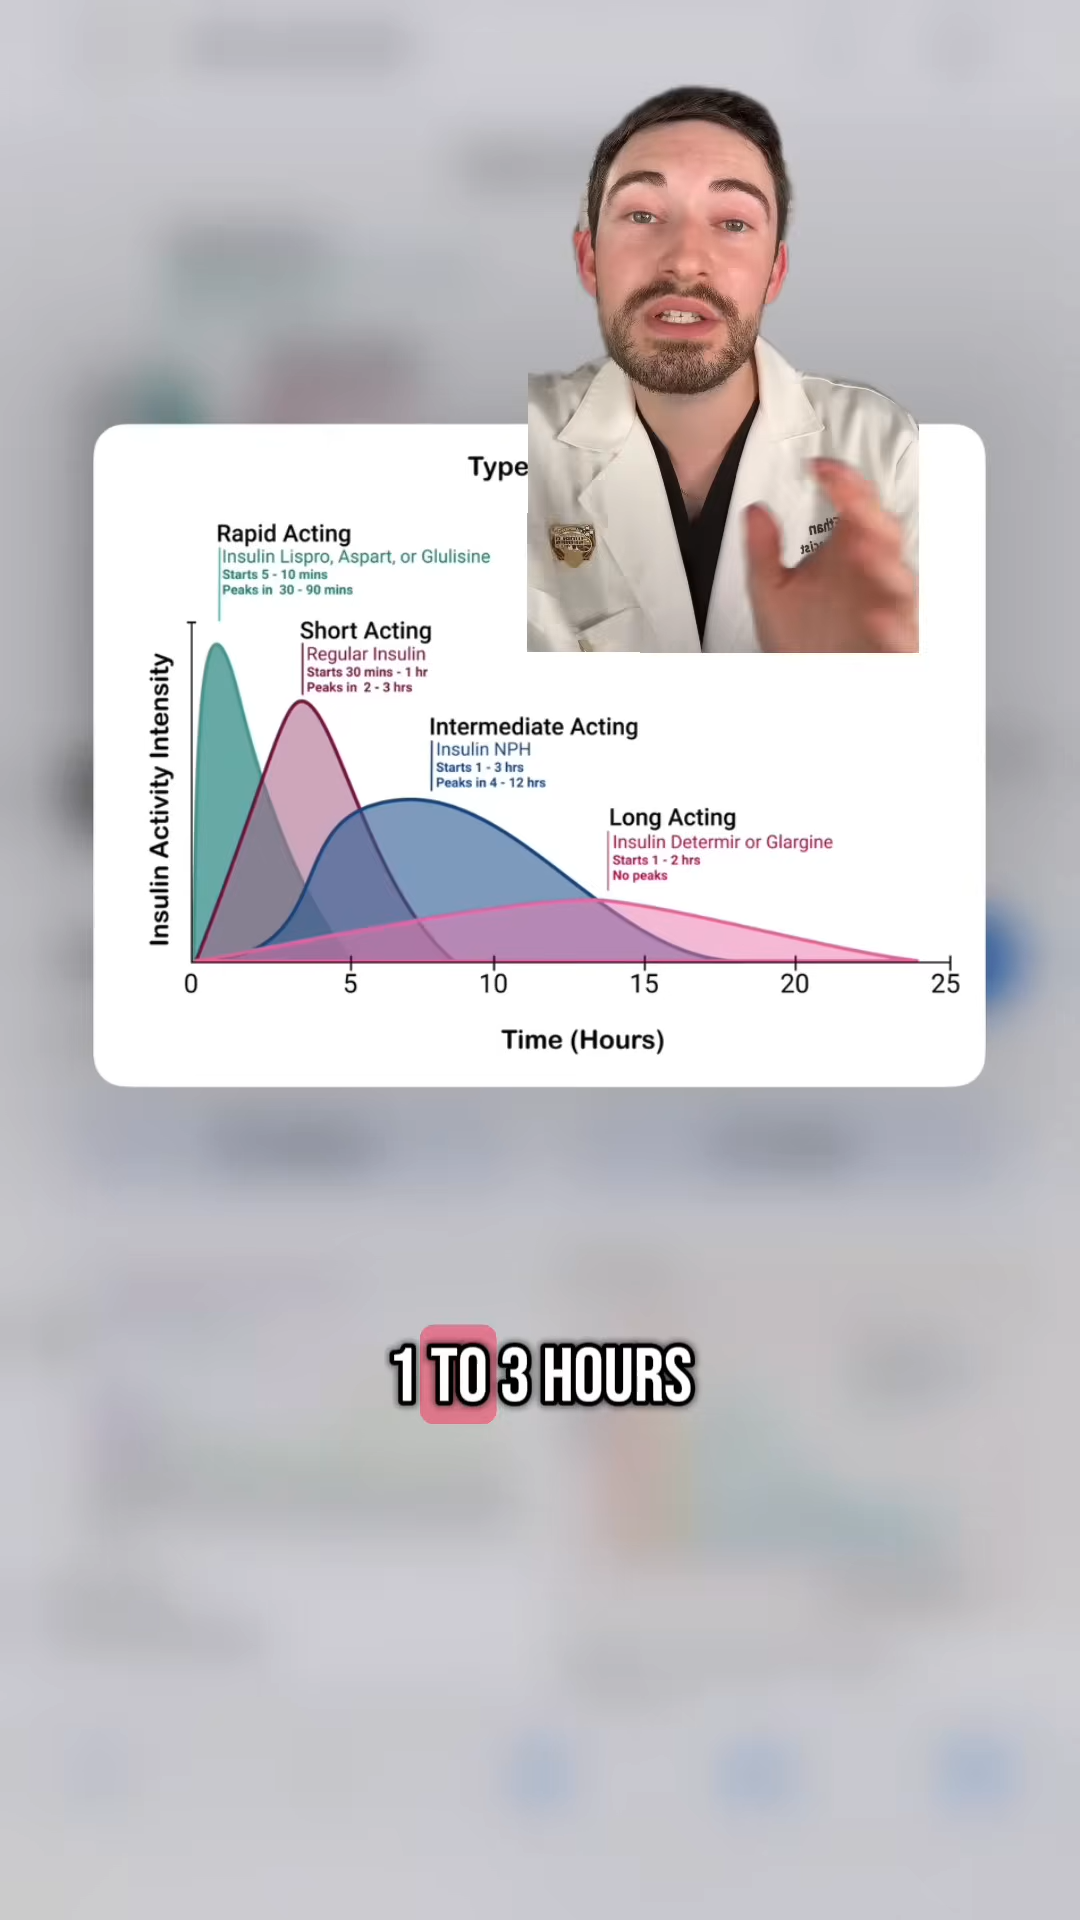 Type
Rapid Acting
Insulin Lispro, Aspart, or Glulisine
Starts 5 - 10 mins
Peaks in 30 - 90 mins
Short Acting
Regular Insulin
Starts 30 mins - 1 hr
Peaks in 2 - 3 hrs
Intermediate Acting
Insulin NPH
Starts 1 - 3 hrs
Peaks in 4 - 12 hrs
Long Acting
Insulin Determir or Glargine
Starts 1 - 2 hrs
No peaks
Insulin Activity Intensity
0 5 10 15 20 25
Time (Hours)
1 TO 3 HOURS